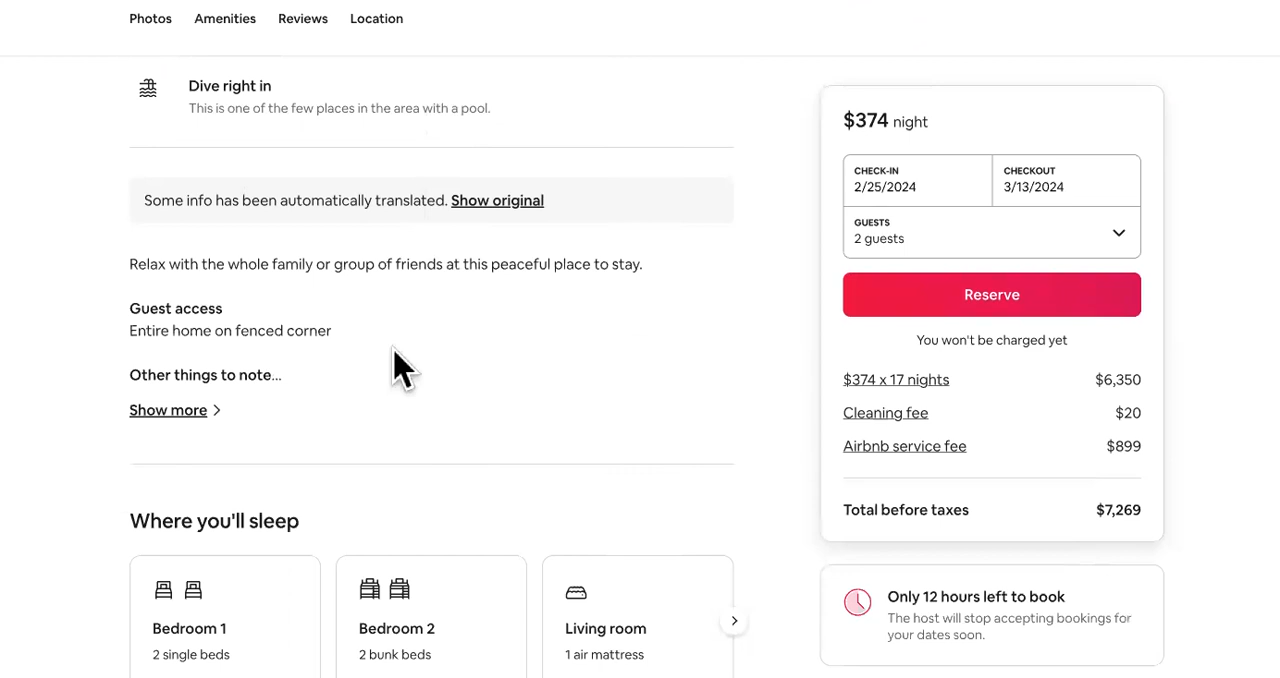 Photos Amenities Reviews Location
Dive right in
This is one of the few places in the area with a pool.
Some info has been automatically translated. Show original
Relax with the whole family or group of friends at this peaceful place to stay.
Guest access
Entire home on fenced corner
Other things to note...
Show more
Where you'll sleep
Bedroom 1
2 single beds
Bedroom 2
2 bunk beds
Living room
1 air mattress
$374 night
CHECK-IN
2/25/2024
CHECKOUT
3/13/2024
GUESTS
2 guests
Reserve
You won't be charged yet
$374 x 17 nights $6,350
Cleaning fee $20
Airbnb service fee $899
Total before taxes $7,269
Only 12 hours left to book
The host will stop accepting bookings for
your dates soon.